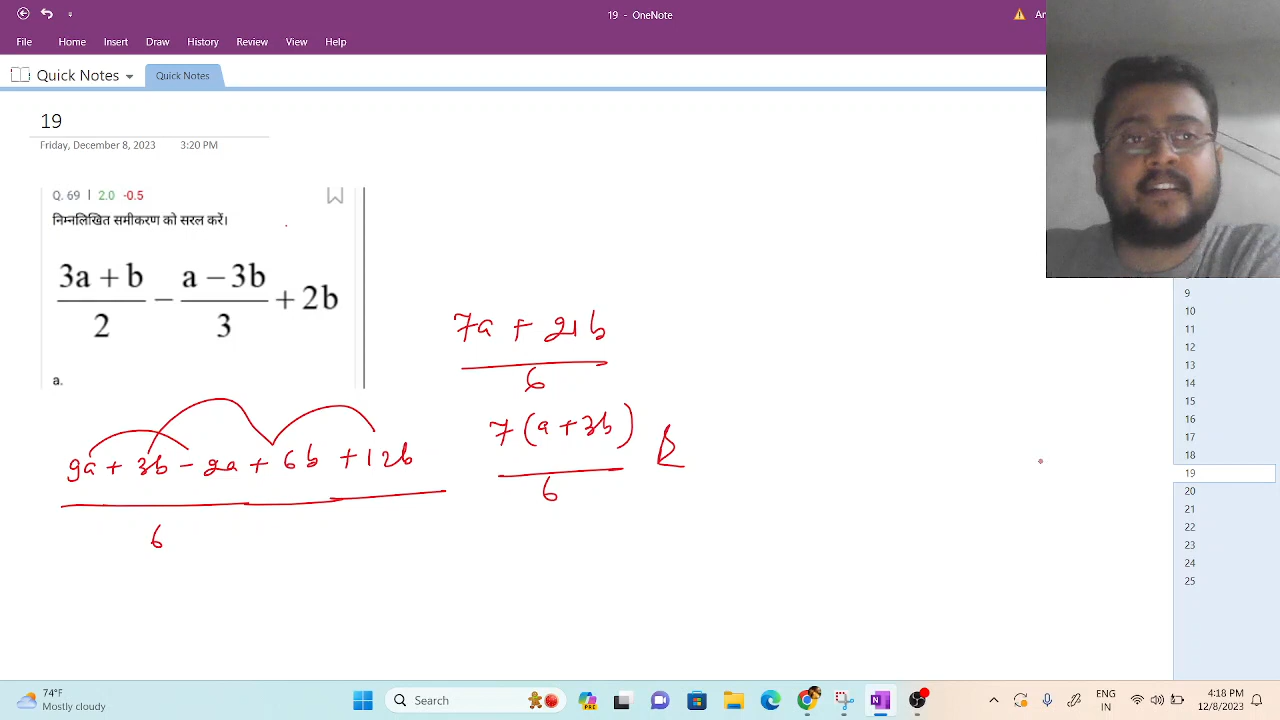 19 - OneNote
An
File Home Insert Draw History Review View Help
Quick Notes
Quick Notes
19
Friday, December 8, 2023 3:20 PM
Q. 69 | 2.0 -0.5
निम्नलिखित समीकरण को सरल करें।
3a + b
2
−
a − 3b
3
+ 2b
a.
7a + 21b
6
7(a+3b)
6
9a + 3b - 2a + 6b + 12b
6
9
10
11
12
13
14
15
16
17
18
19
20
21
22
23
24
25
74°F
Mostly cloudy
Search
PRE
ENG
IN
4:18 PM
12/8/2023